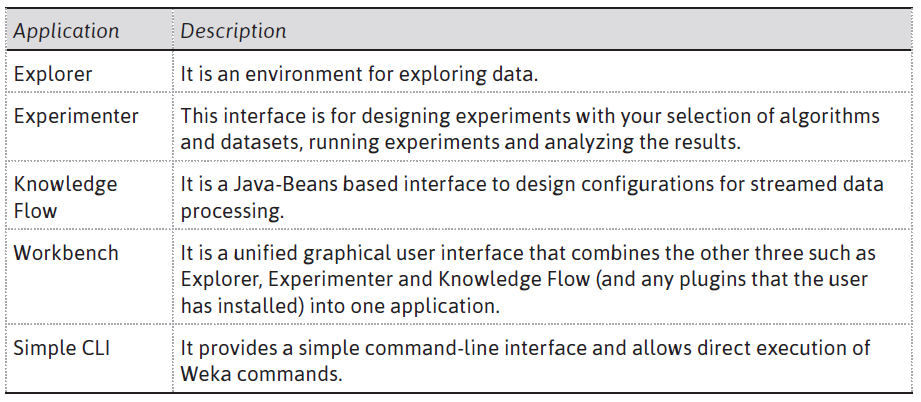 Application Description
Explorer It is an environment for exploring data.
Experimenter This interface is for designing experiments with your selection of algorithms
and datasets, running experiments and analyzing the results.
Knowledge It is a Java-Beans based interface to design configurations for streamed data
Flow processing.
Workbench It is a unified graphical user interface that combines the other three such as
Explorer, Experimenter and Knowledge Flow (and any plugins that the user
has installed) into one application.
Simple CLI It provides a simple command-line interface and allows direct execution of
Weka commands.